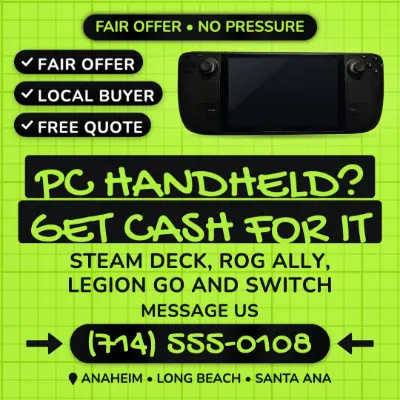 FAIR OFFER • NO PRESSURE
✓ FAIR OFFER
✓ LOCAL BUYER
✓ FREE QUOTE
PC HANDHELD?
GET CASH FOR IT
STEAM DECK, ROG ALLY,
LEGION GO AND SWITCH
MESSAGE US
(714) 555-0108
ANAHEIM • LONG BEACH • SANTA ANA